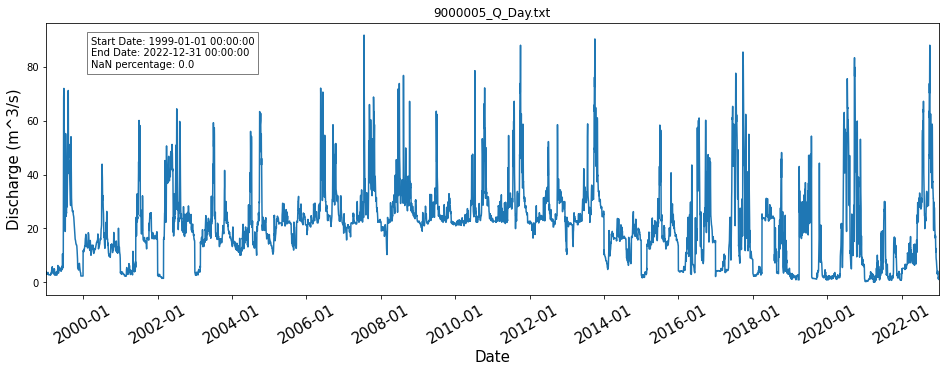 9000005_Q_Day.txt
Start Date: 1999-01-01 00:00:00
End Date: 2022-12-31 00:00:00
NaN percentage: 0.0
Discharge (m^3/s)
80
60
40
20
0
2000-01
2002-01
2004-01
2006-01
2008-01
2010-01
2012-01
2014-01
2016-01
2018-01
2020-01
2022-01
Date